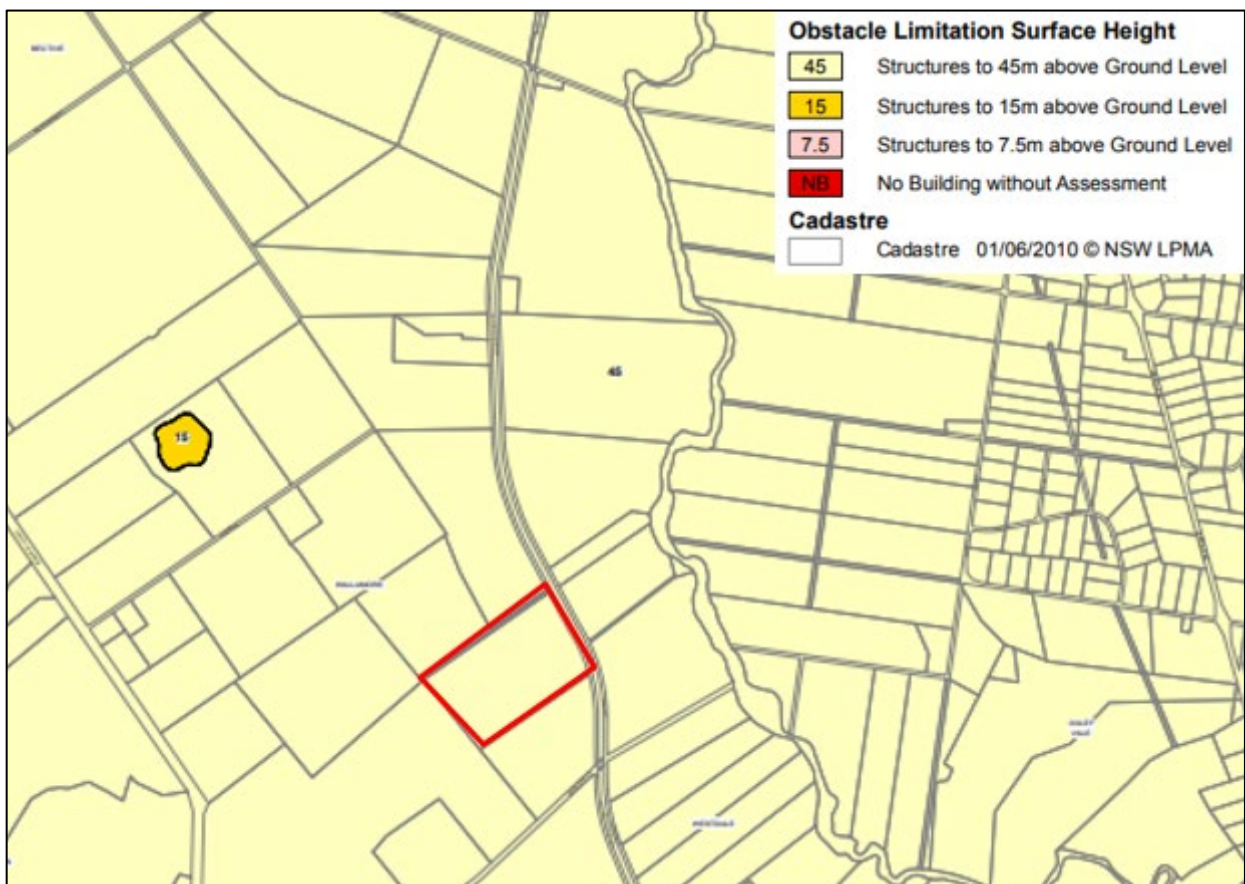 Obstacle Limitation Surface Height
45 Structures to 45m above Ground Level
15 Structures to 15m above Ground Level
7.5 Structures to 7.5m above Ground Level
NB No Building without Assessment
Cadastre
Cadastre 01/06/2010 © NSW LPMA
45
15
WESTDALE